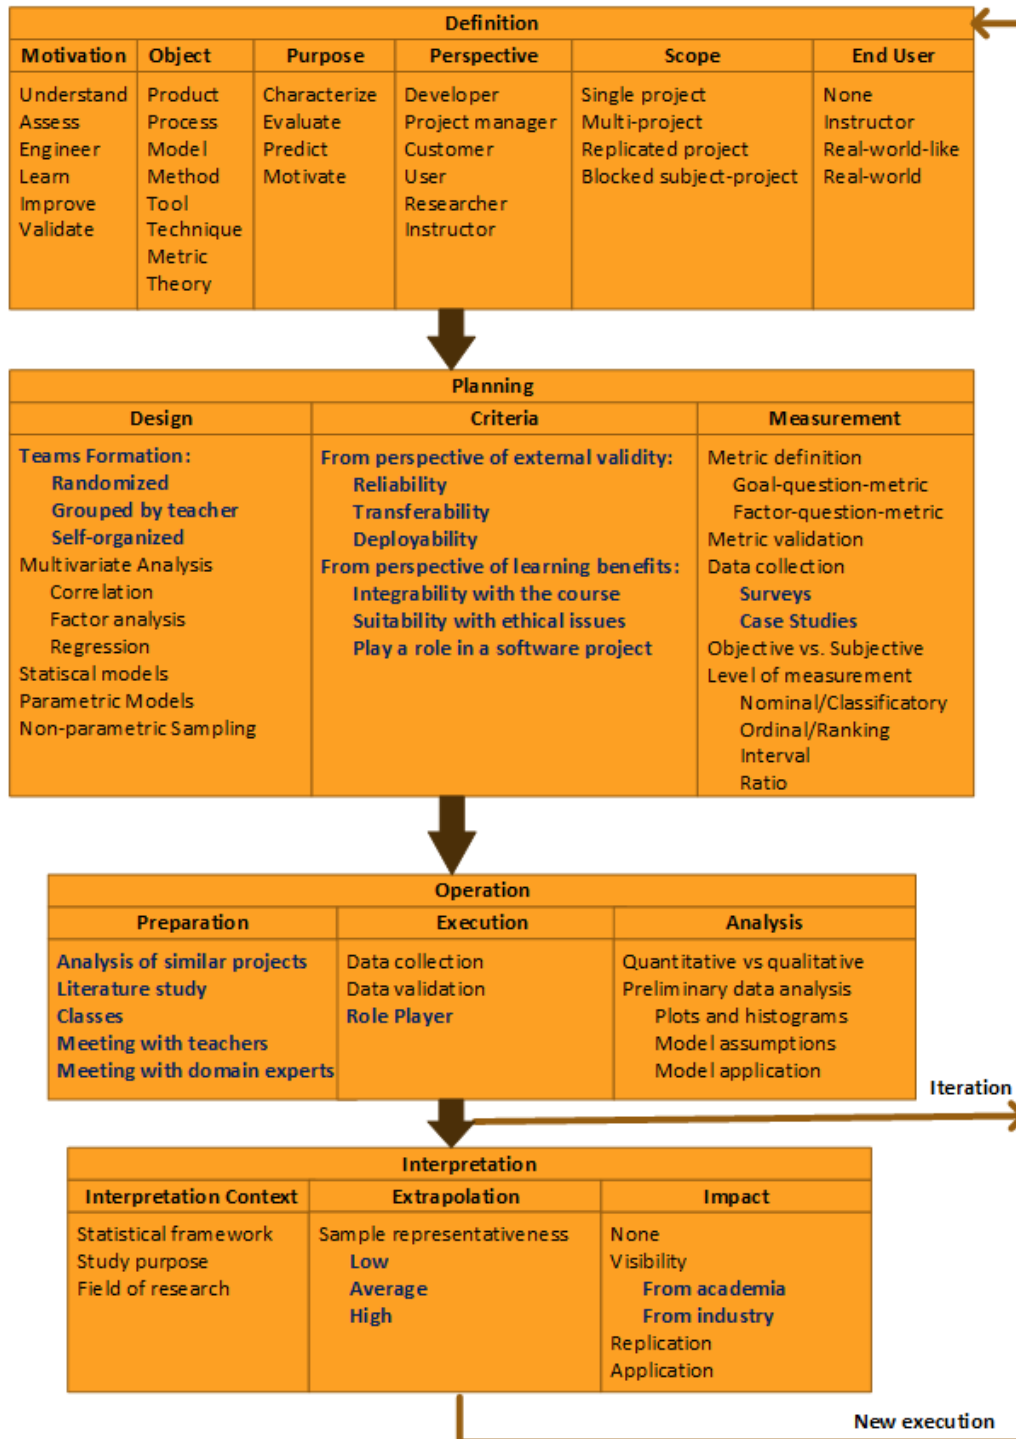 Definition
Motivation
Understand
Assess
Engineer
Learn
Improve
Validate
Object
Product
Process
Model
Method
Tool
Technique
Metric
Theory
Purpose
Characterize
Evaluate
Predict
Motivate
Perspective
Developer
Project manager
Customer
User
Researcher
Instructor
Scope
Single project
Multi-project
Replicated project
Blocked subject-project
End User
None
Instructor
Real-world-like
Real-world
Planning
Design
Teams Formation:
Randomized
Grouped by teacher
Self-organized
Multivariate Analysis
Correlation
Factor analysis
Regression
Statiscal models
Parametric Models
Non-parametric Sampling
Criteria
From perspective of external validity:
Reliability
Transferability
Deployability
From perspective of learning benefits:
Integrability with the course
Suitability with ethical issues
Play a role in a software project
Measurement
Metric definition
Goal-question-metric
Factor-question-metric
Metric validation
Data collection
Surveys
Case Studies
Objective vs. Subjective
Level of measurement
Nominal/Classificatory
Ordinal/Ranking
Interval
Ratio
Operation
Preparation
Analysis of similar projects
Literature study
Classes
Meeting with teachers
Meeting with domain experts
Execution
Data collection
Data validation
Role Player
Analysis
Quantitative vs qualitative
Preliminary data analysis
Plots and histograms
Model assumptions
Model application
Iteration
Interpretation
Interpretation Context
Statistical framework
Study purpose
Field of research
Extrapolation
Sample representativeness
Low
Average
High
Impact
None
Visibility
From academia
From industry
Replication
Application
New execution